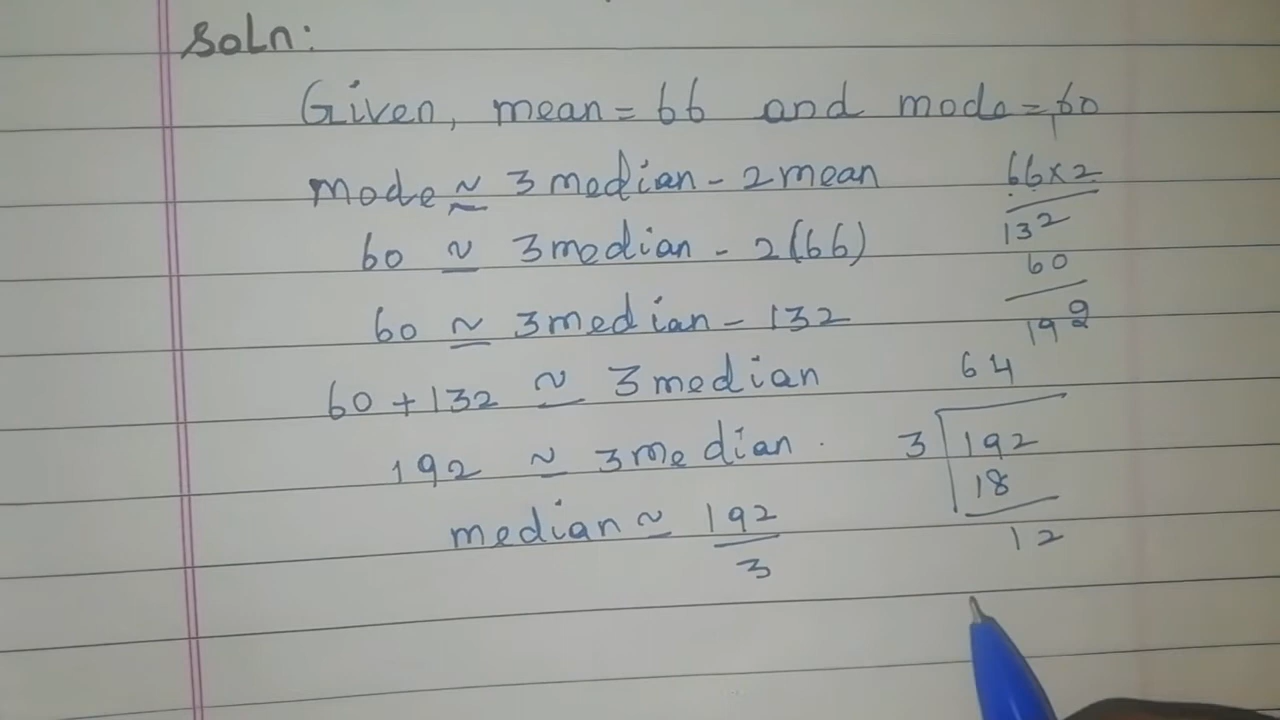 Soln:
Given, mean = 66 and mode = 60
mode ≈ 3 median - 2 mean
60 ≈ 3 median - 2(66)
60 ≈ 3 median - 132
60 + 132 ≈ 3 median
192 ≈ 3 median.
median ≈ 192
3
66 × 2
132
60
192
64
3 192
18
12